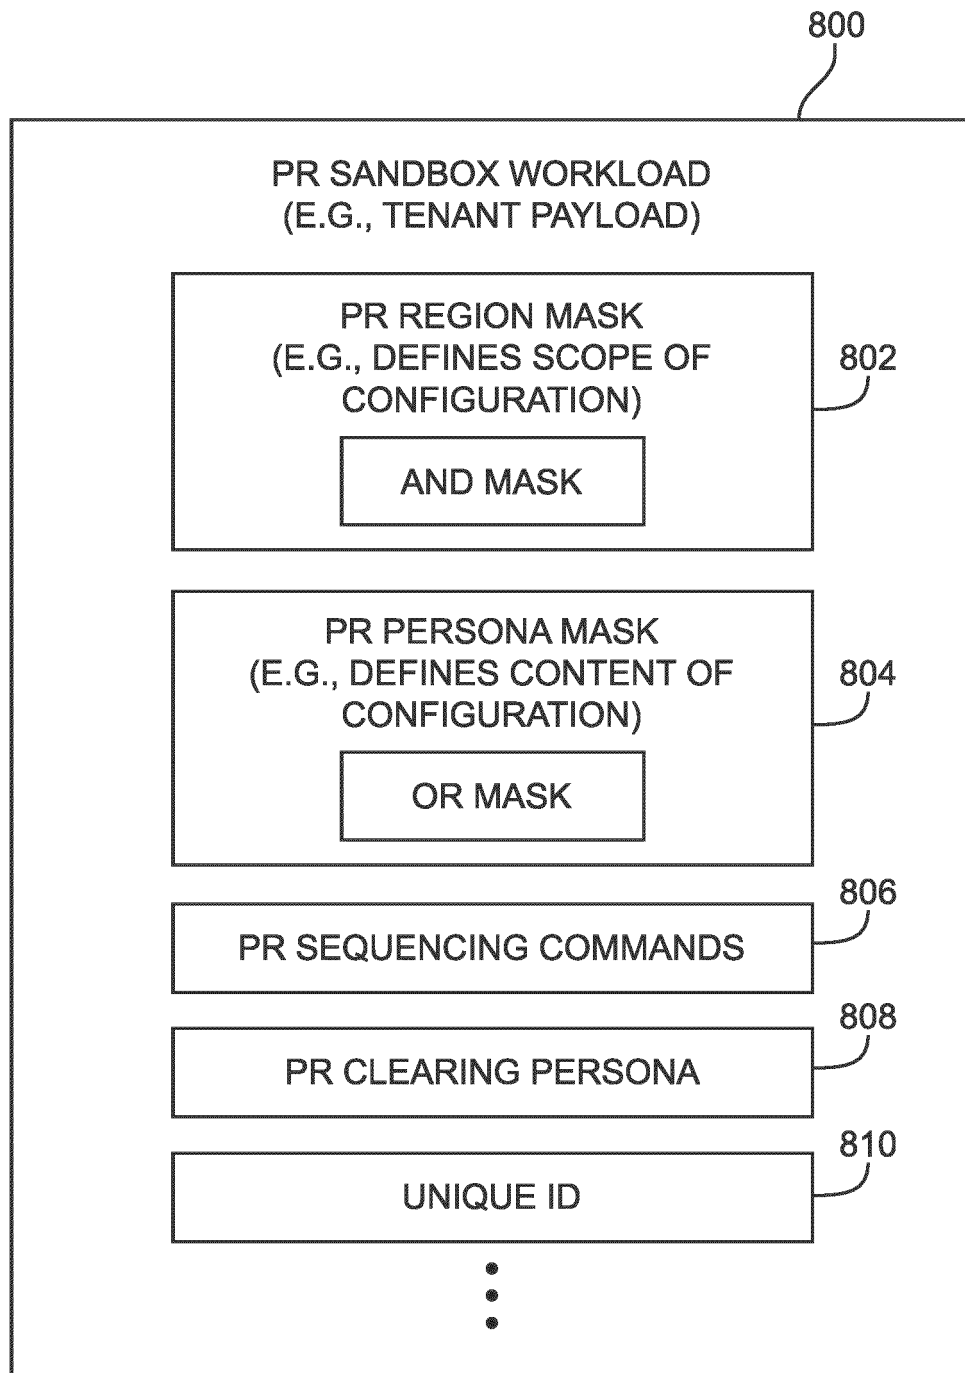 800
PR SANDBOX WORKLOAD
(E.G., TENANT PAYLOAD)
PR REGION MASK
(E.G., DEFINES SCOPE OF
CONFIGURATION)
802
AND MASK
PR PERSONA MASK
(E.G., DEFINES CONTENT OF
CONFIGURATION)
804
OR MASK
806
PR SEQUENCING COMMANDS
808
PR CLEARING PERSONA
810
UNIQUE ID